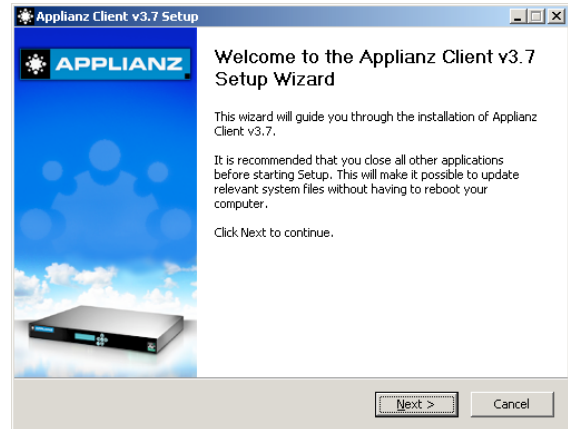 Applianz Client v3.7 Setup
APPLIANZ
Welcome to the Applianz Client v3.7
Setup Wizard
This wizard will guide you through the installation of Applianz
Client v3.7.
It is recommended that you close all other applications
before starting Setup. This will make it possible to update
relevant system files without having to reboot your
computer.
Click Next to continue.
Next >
Cancel